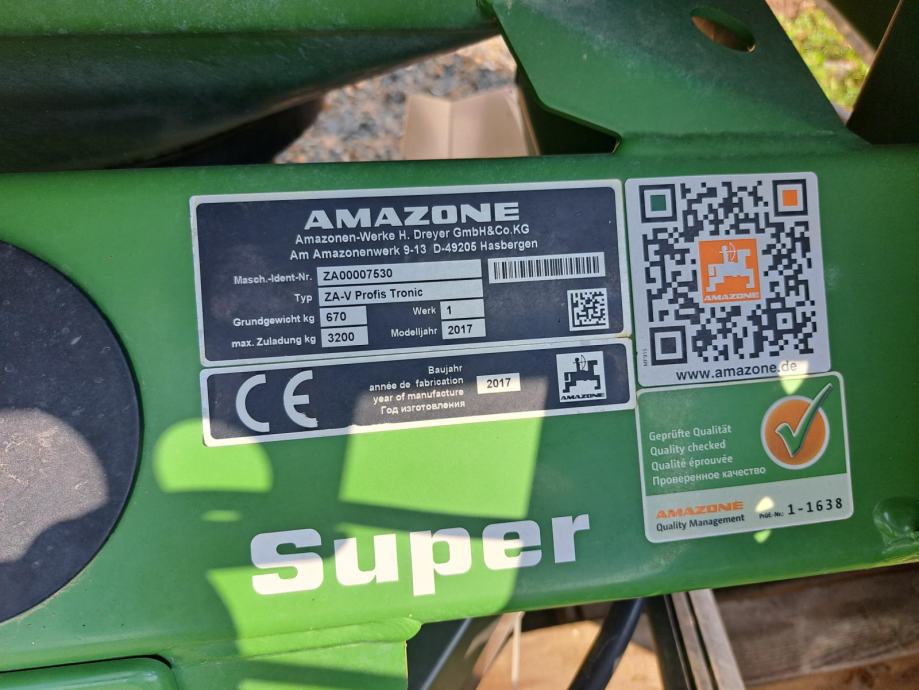 AMAZONE
Amazonen-Werke H. Dreyer GmbH&Co.KG
Am Amazonenwerk 9-13 D-49205 Hasbergen
Masch.-Ident-Nr. ZA00007530
Typ ZA-V Profis Tronic
Grundgewicht kg 670 Werk 1
max. Zuladung kg 3200 Modelljahr 2017
CE
Baujahr
année de fabrication
year of manufacture
Год изготовления
2017
AMAZONE
AMAZONE
www.amazone.de
Geprüfte Qualität
Quality checked
Qualité éprouvée
Проверенное качество
AMAZONE
Quality Management
Prüf.-Nr.: 1-1638
Super